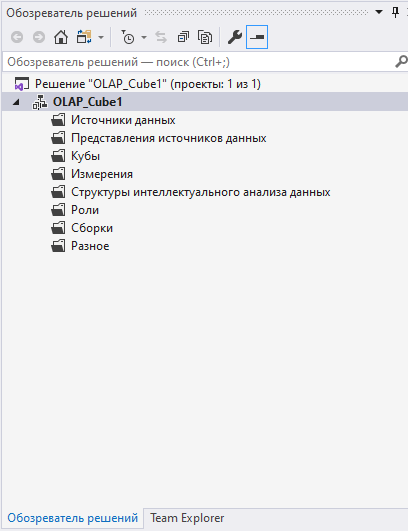 Обозреватель решений
Обозреватель решений — поиск (Ctrl+;)
Решение "OLAP_Cube1" (проекты: 1 из 1)
OLAP_Cube1
Источники данных
Представления источников данных
Кубы
Измерения
Структуры интеллектуального анализа данных
Роли
Сборки
Разное
Обозреватель решений Team Explorer